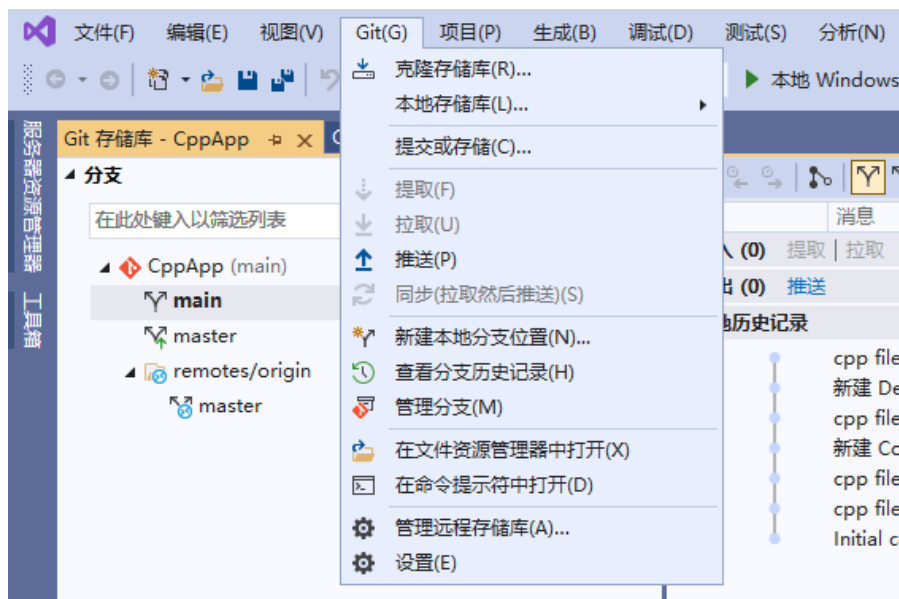 文件(F) 编辑(E) 视图(V) Git(G) 项目(P) 生成(B) 调试(D) 测试(S) 分析(N)
本地 Windows
服务器资源管理器
工具箱
Git 存储库 - CppApp
分支
在此处键入以筛选列表
CppApp (main)
main
master
remotes/origin
master
克隆存储库(R)...
本地存储库(L)...
提交或存储(C)...
提取(F)
拉取(U)
推送(P)
同步(拉取然后推送)(S)
新建本地分支位置(N)...
查看分支历史记录(H)
管理分支(M)
在文件资源管理器中打开(X)
在命令提示符中打开(D)
管理远程存储库(A)...
设置(E)
消息
(0) 提取 | 拉取
(0) 推送
历史记录
cpp file
新建 De
cpp file
新建 Co
cpp file
cpp file
Initial c